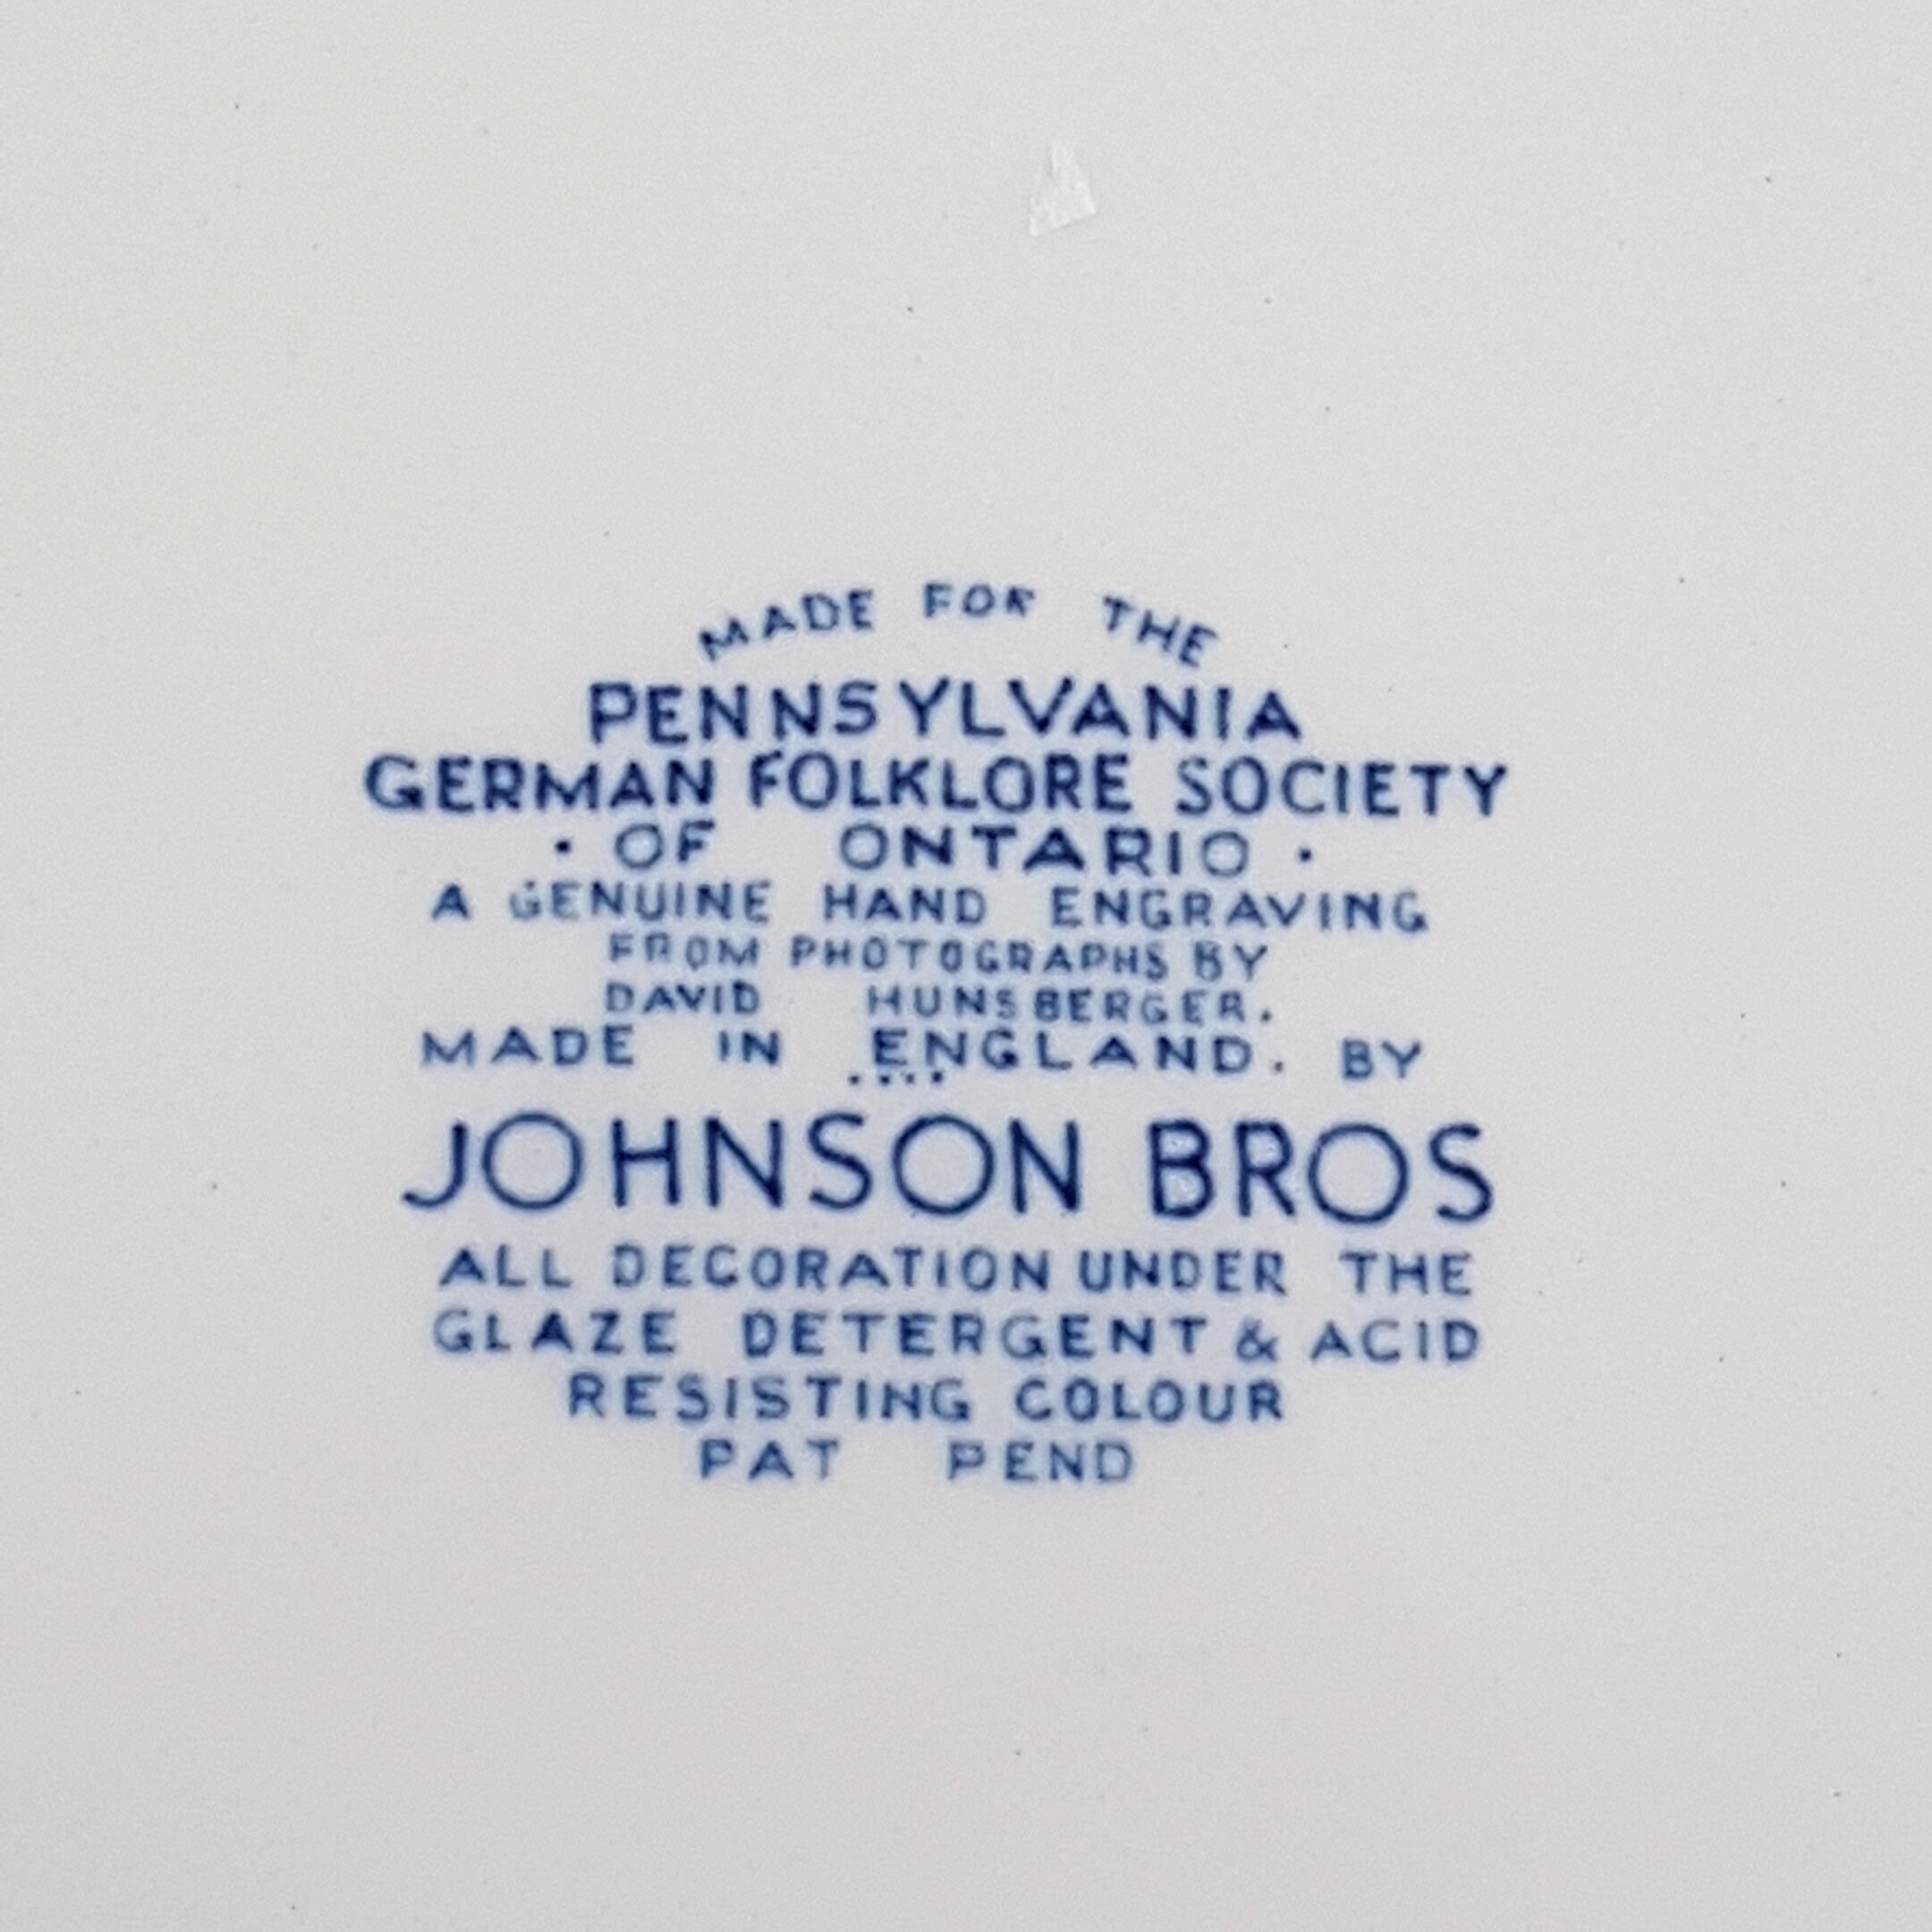 MADE FOR THE
PENNSYLVANIA
GERMAN FOLKLORE SOCIETY
· OF ONTARIO ·
A GENUINE HAND ENGRAVING
FROM PHOTOGRAPHS BY
DAVID HUNSBERGER.
MADE IN ENGLAND. BY
....
JOHNSON BROS
ALL DECORATION UNDER THE
GLAZE DETERGENT & ACID
RESISTING COLOUR
PAT PEND